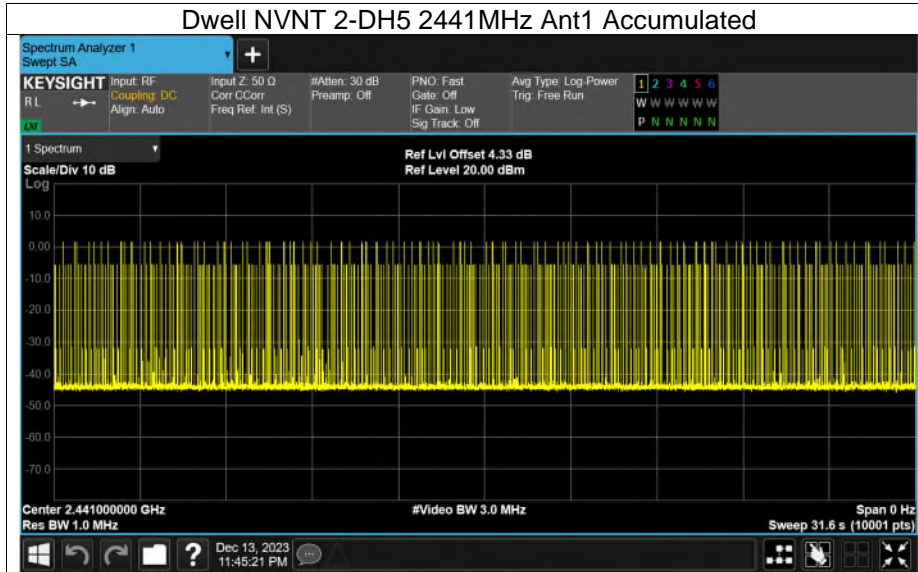 Dwell NVNT 2-DH5 2441MHz Ant1 Accumulated
Spectrum Analyzer 1
Swept SA
KEYSIGHT
R L
LXI
Input: RF
Coupling: DC
Align: Auto
Input Z: 50 Ω
Corr CCorr
Freq Ref: Int (S)
#Atten: 30 dB
Preamp: Off
PNO: Fast
Gate: Off
IF Gain: Low
Sig Track: Off
Avg Type: Log-Power
Trig: Free Run
1 2 3 4 5 6
W W W W W W
P N N N N N
1 Spectrum
Scale/Div 10 dB
Ref Lvl Offset 4.33 dB
Ref Level 20.00 dBm
Log
10.0
0.00
-10.0
-20.0
-30.0
-40.0
-50.0
-60.0
-70.0
Center 2.441000000 GHz
Res BW 1.0 MHz
#Video BW 3.0 MHz
Span 0 Hz
Sweep 31.6 s (10001 pts)
?
Dec 13, 2023
11:45:21 PM